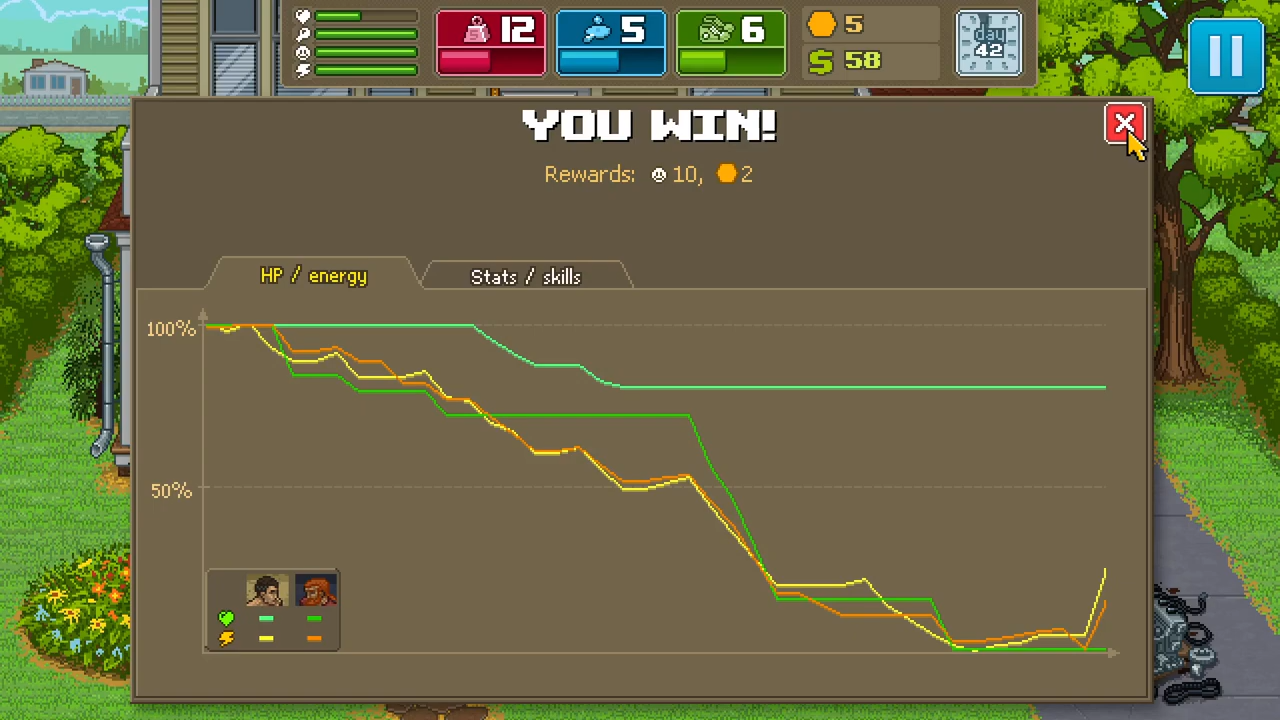 12 5 6 5
$ 58
day
42
YOU WIN!
Rewards: 10, 2
HP / energy Stats / skills
100%
50%